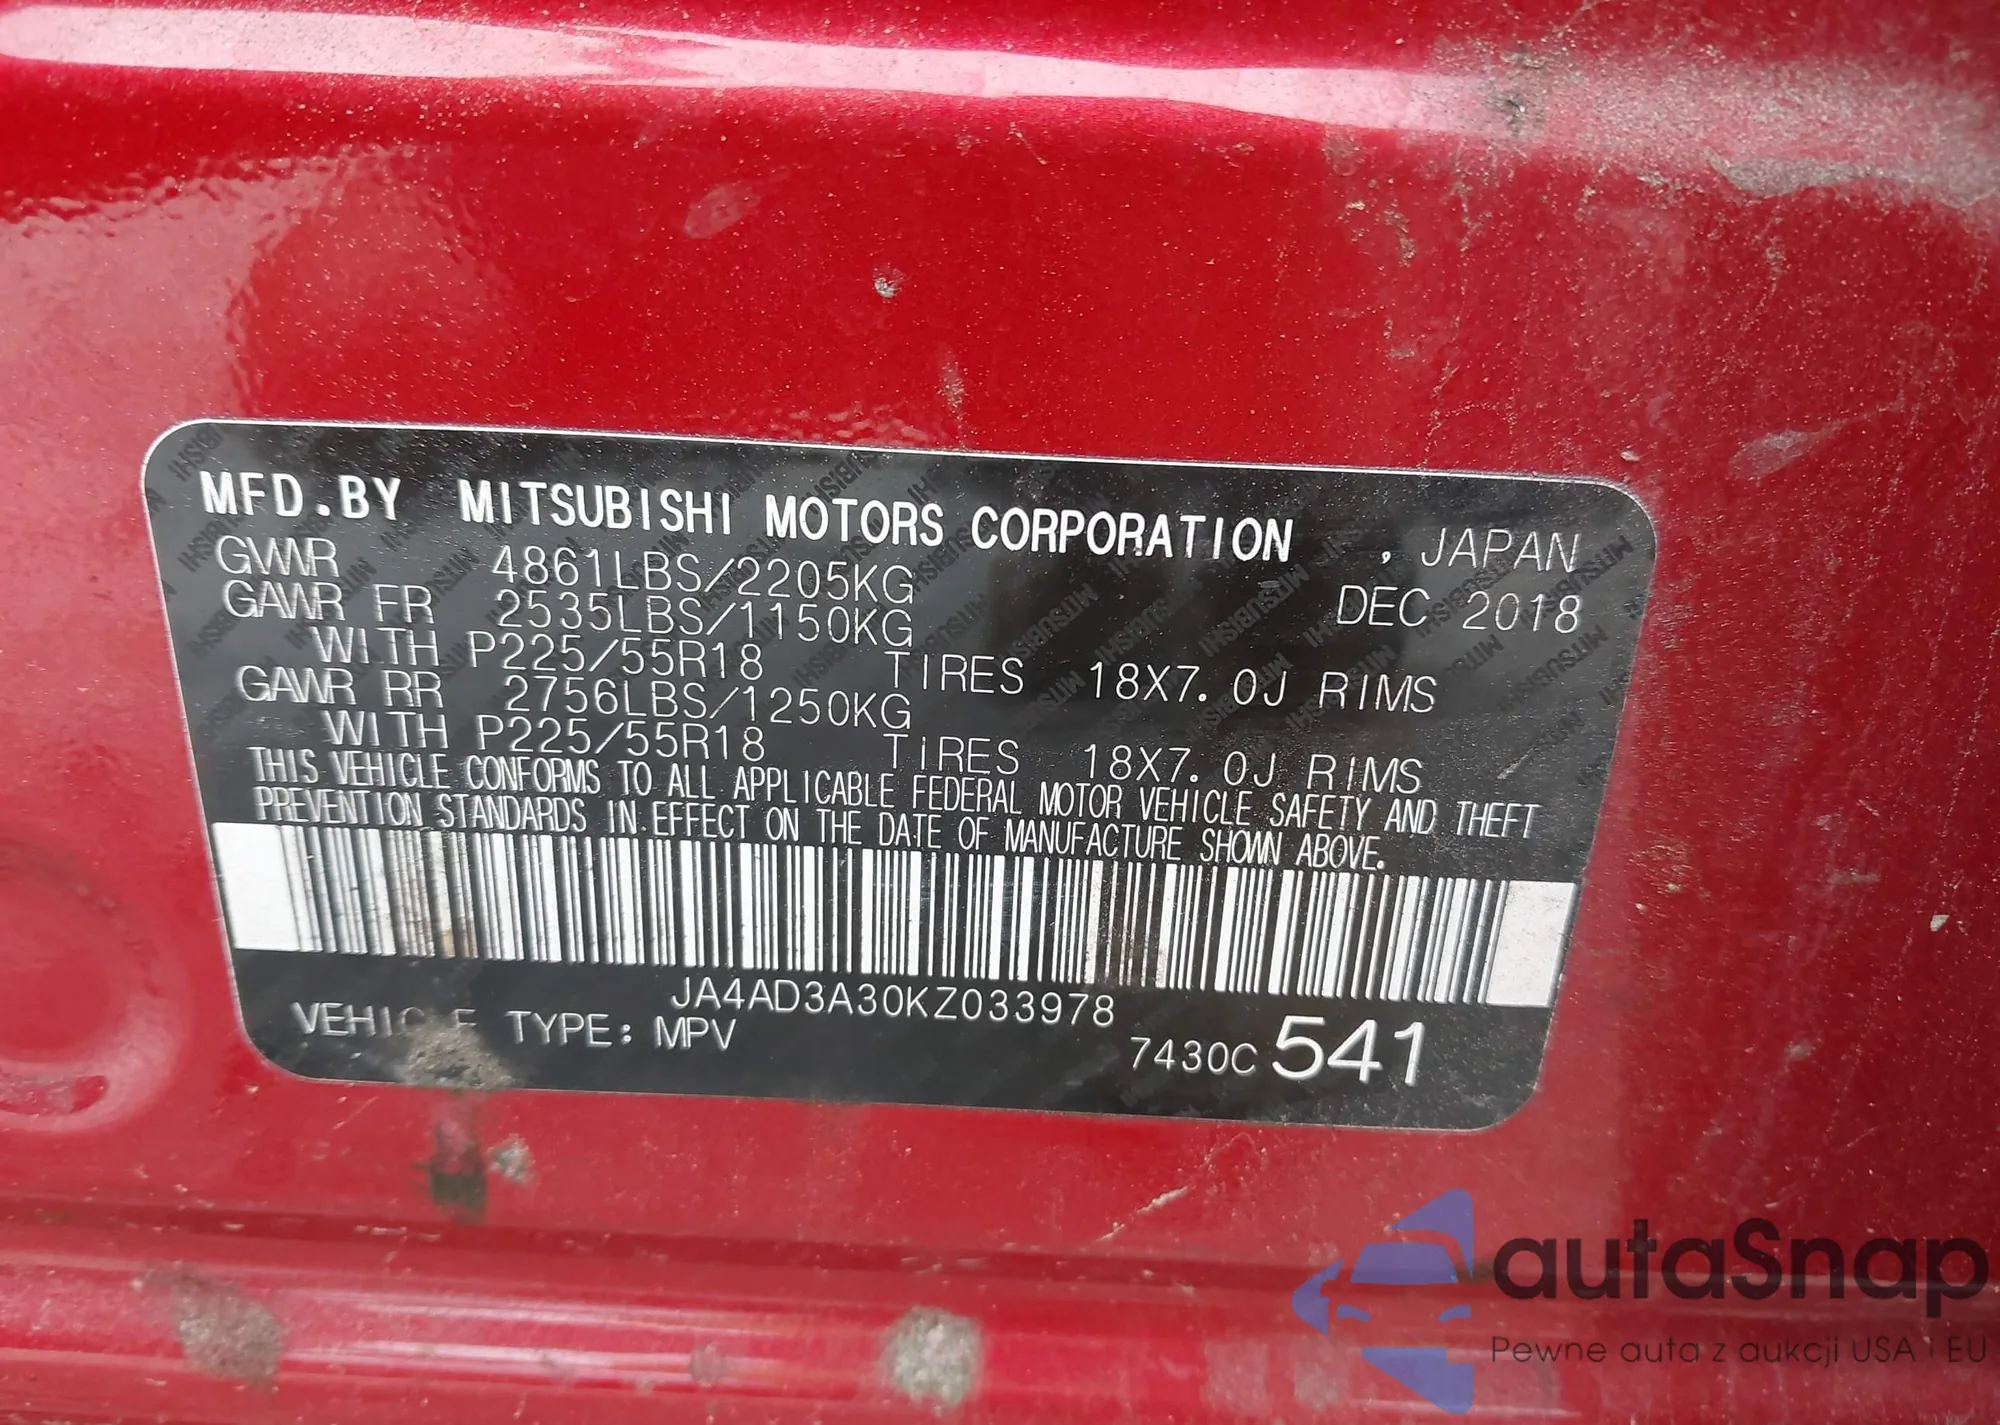 MFD.BY MITSUBISHI MOTORS CORPORATION , JAPAN
GVWR 4861LBS/2205KG DEC 2018
GAWR FR 2535LBS/1150KG
WITH P225/55R18 TIRES 18X7.0J RIMS
GAWR RR 2756LBS/1250KG
WITH P225/55R18 TIRES 18X7.0J RIMS
THIS VEHICLE CONFORMS TO ALL APPLICABLE FEDERAL MOTOR VEHICLE SAFETY AND THEFT
PREVENTION STANDARDS IN EFFECT ON THE DATE OF MANUFACTURE SHOWN ABOVE.
JA4AD3A30KZ033978
VEHICLE TYPE: MPV 7430C 541
autaSnap
Pewne auta z aukcji USA i EU